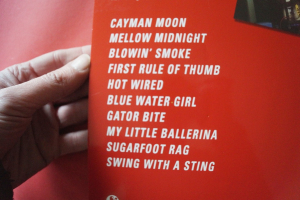 CAYMAN MOON
MELLOW MIDNIGHT
BLOWIN' SMOKE
FIRST RULE OF THUMB
HOT WIRED
BLUE WATER GIRL
GATOR BITE
MY LITTLE BALLERINA
SUGARFOOT RAG
SWING WITH A STING